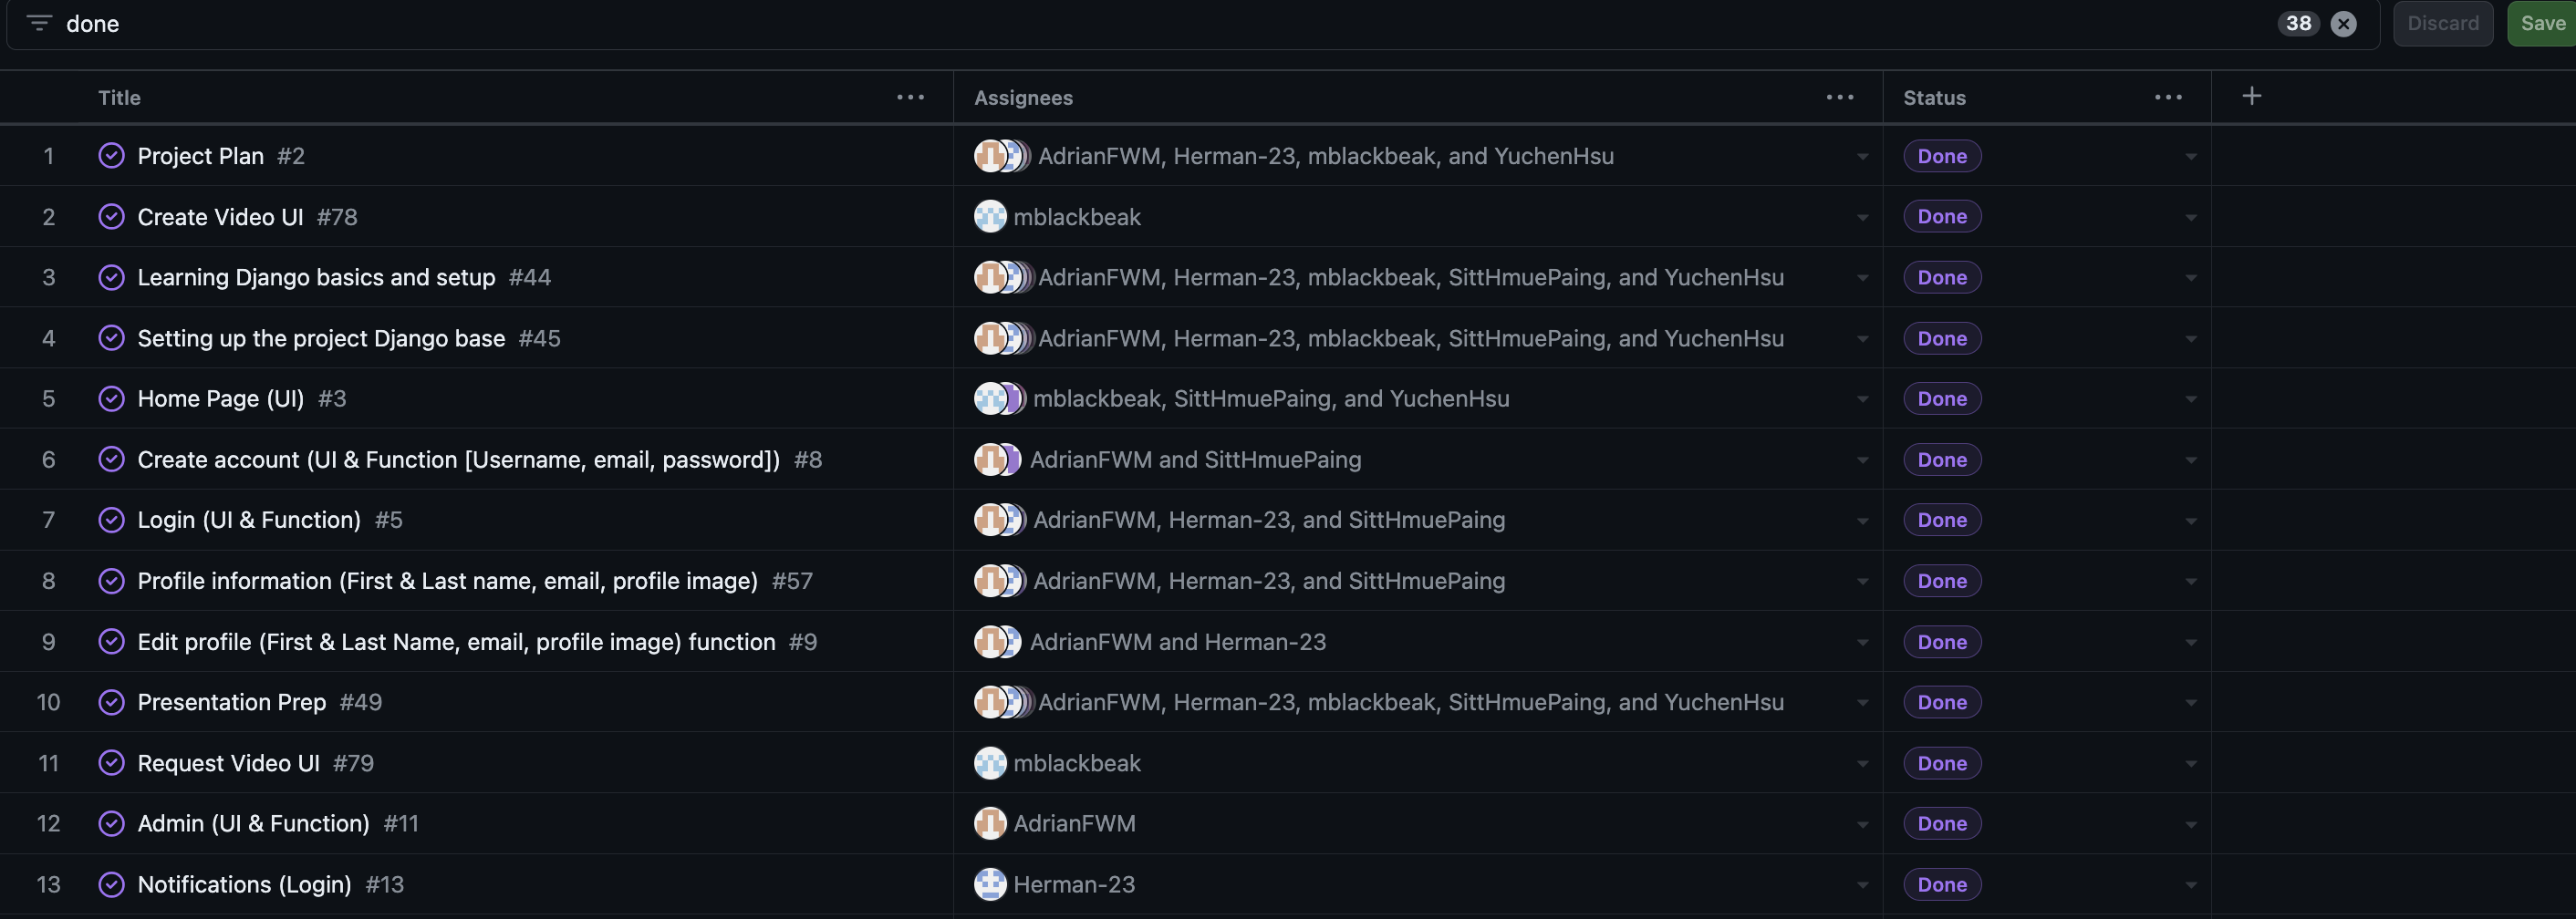 done 38 Discard Save
Title Assignees Status
1 Project Plan #2 AdrianFWM, Herman-23, mblackbeak, and YuchenHsu Done
2 Create Video UI #78 mblackbeak Done
3 Learning Django basics and setup #44 AdrianFWM, Herman-23, mblackbeak, SittHmuePaing, and YuchenHsu Done
4 Setting up the project Django base #45 AdrianFWM, Herman-23, mblackbeak, SittHmuePaing, and YuchenHsu Done
5 Home Page (UI) #3 mblackbeak, SittHmuePaing, and YuchenHsu Done
6 Create account (UI & Function [Username, email, password]) #8 AdrianFWM and SittHmuePaing Done
7 Login (UI & Function) #5 AdrianFWM, Herman-23, and SittHmuePaing Done
8 Profile information (First & Last name, email, profile image) #57 AdrianFWM, Herman-23, and SittHmuePaing Done
9 Edit profile (First & Last Name, email, profile image) function #9 AdrianFWM and Herman-23 Done
10 Presentation Prep #49 AdrianFWM, Herman-23, mblackbeak, SittHmuePaing, and YuchenHsu Done
11 Request Video UI #79 mblackbeak Done
12 Admin (UI & Function) #11 AdrianFWM Done
13 Notifications (Login) #13 Herman-23 Done